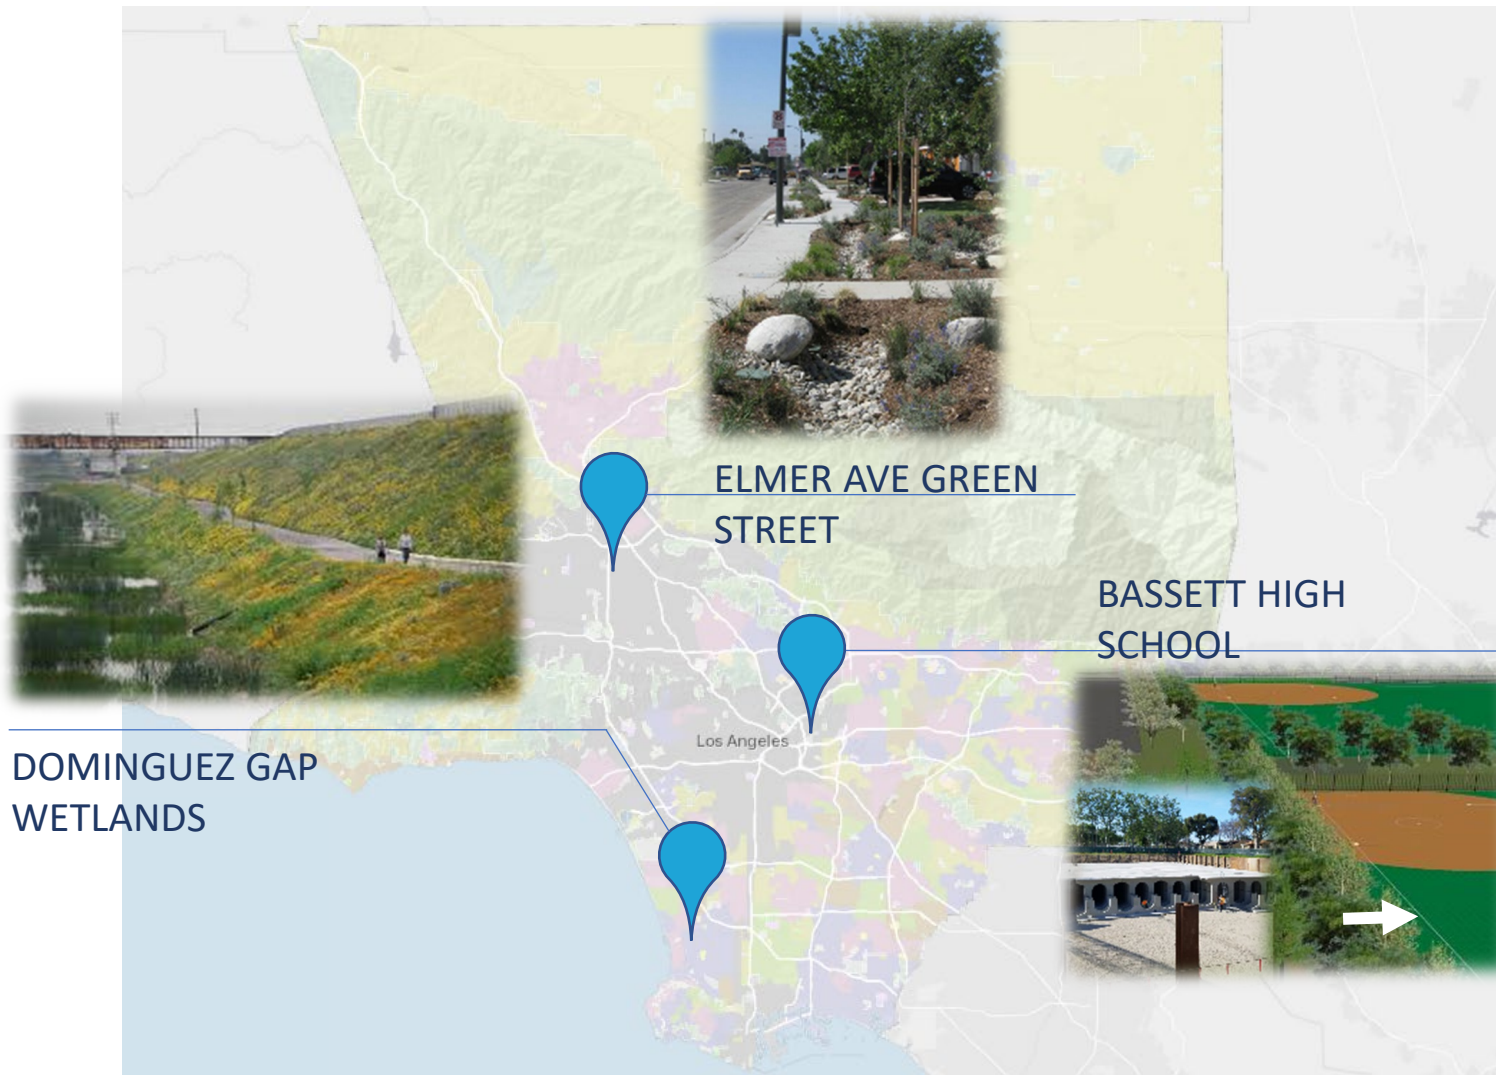 ELMER AVE GREEN
STREET
BASSETT HIGH
SCHOOL
Los Angeles
DOMINGUEZ GAP
WETLANDS